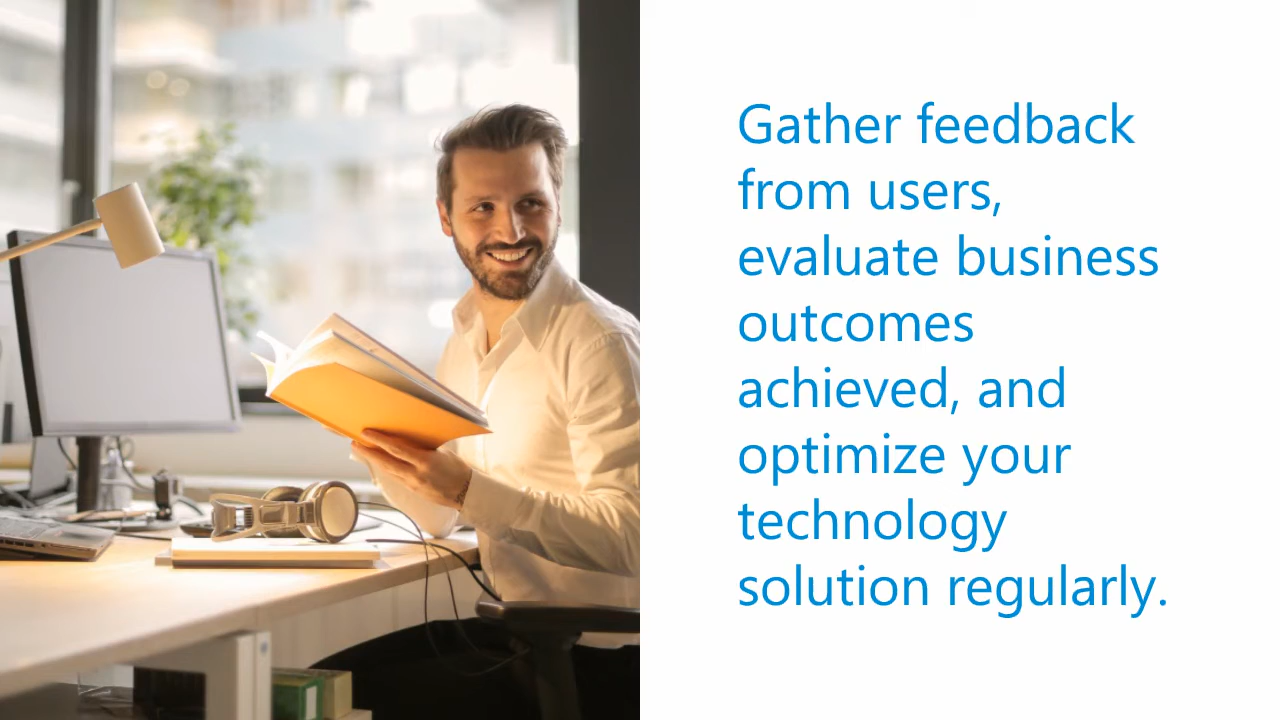 Gather feedback
from users,
evaluate business
outcomes
achieved, and
optimize your
technology
solution regularly.